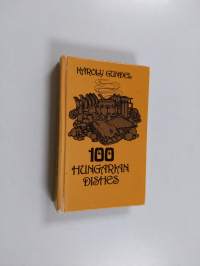 KÁROLY GUNDEL
100
HUNGARIAN
DISHES